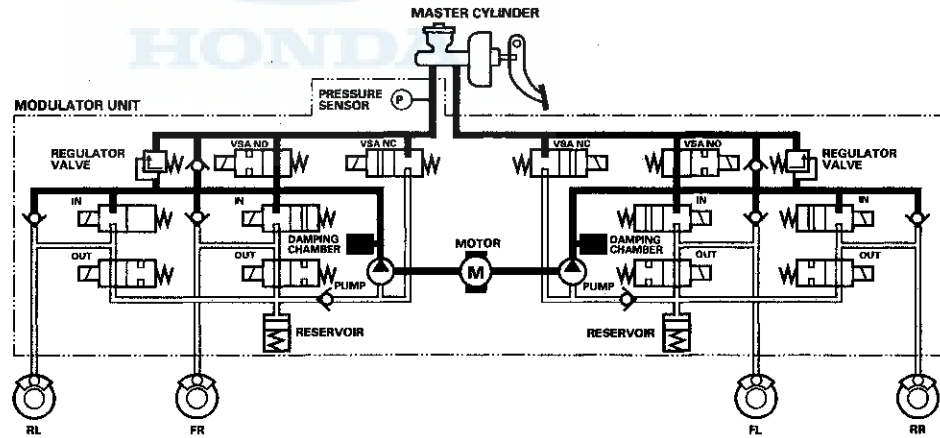 MASTER CYLINDER
HONDA
PRESSURE
SENSOR
P
MODULATOR UNIT
REGULATOR
VALVE
VSA NO
VSA NC
VSA NC
VSA NO
REGULATOR
VALVE
IN
IN
IN
IN
DAMPING
CHAMBER
MOTOR
DAMPING
CHAMBER
OUT
OUT
M
OUT
OUT
PUMP
PUMP
RESERVOIR
RESERVOIR
RL
FR
FL
RR